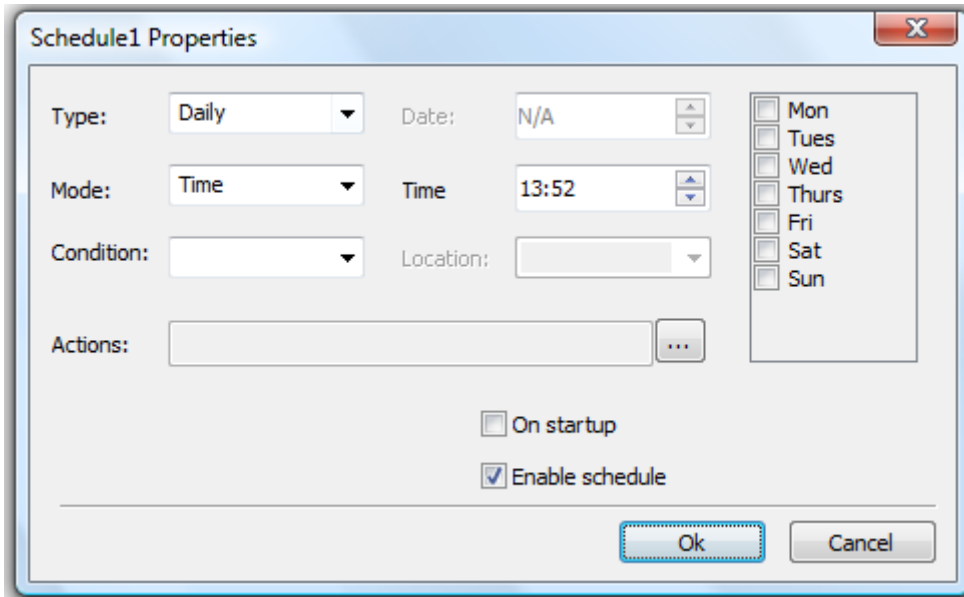 Schedule1 Properties
Type: Daily Date: N/A
Mode: Time Time 13:52
Condition: Location:
Actions: ...
Mon
Tues
Wed
Thurs
Fri
Sat
Sun
On startup
Enable schedule
Ok Cancel